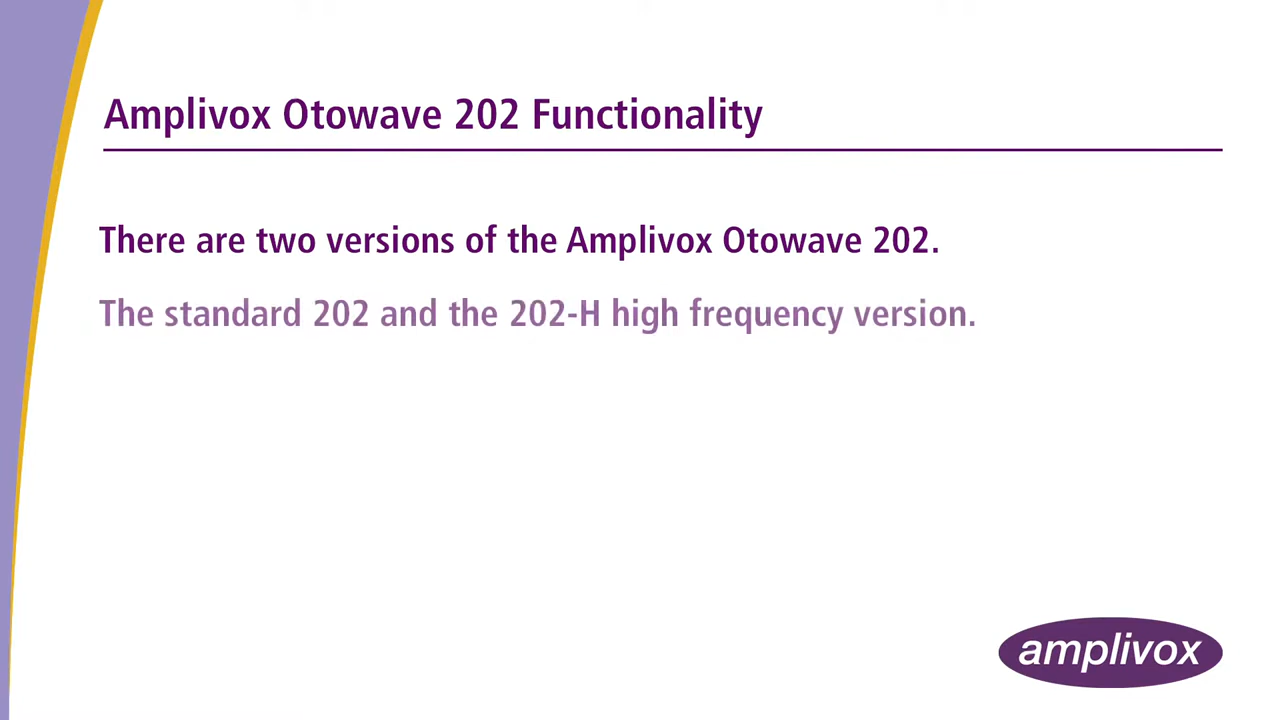 Amplivox Otowave 202 Functionality
There are two versions of the Amplivox Otowave 202.
The standard 202 and the 202-H high frequency version.
amplivox